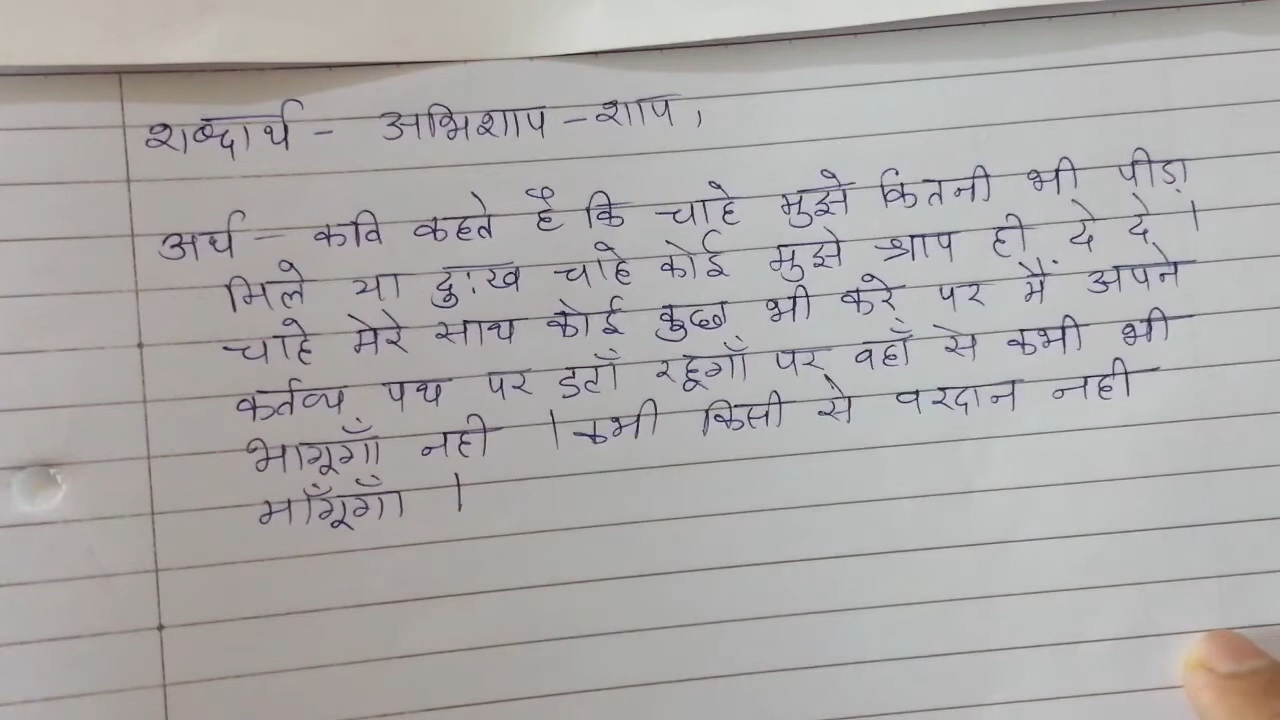 शब्दार्थ - अभिशाप - शाप,
अर्थ - कवि कहते है कि चाहे मुझे कितनी भी पीड़ा
मिले या दुःख चाहे कोई मुझे श्राप ही दे दे ।
चाहे मेरे साथ कोई कुछ भी करे पर मैं अपने
कर्तव्य पथ पर डटाँ रहूगाँ पर वहाँ से कभी भी
भागूगाँ नही । कभी किसी से वरदान नही
माँगूगाँ ।